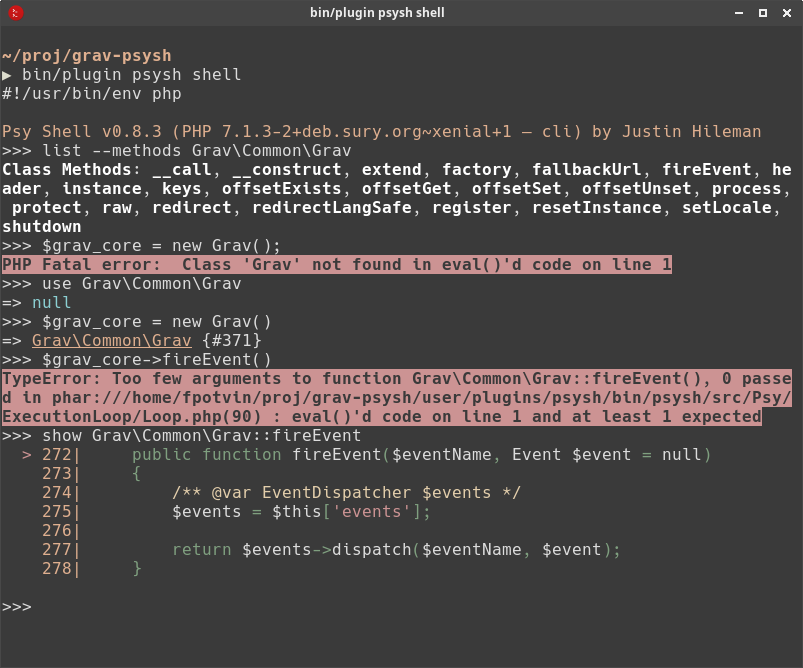 bin/plugin psysh shell
~/proj/grav-psysh
▶ bin/plugin psysh shell
#!/usr/bin/env php
Psy Shell v0.8.3 (PHP 7.1.3-2+deb.sury.org~xenial+1 — cli) by Justin Hileman
>>> list --methods Grav\Common\Grav
Class Methods: __call, __construct, extend, factory, fallbackUrl, fireEvent, he
ader, instance, keys, offsetExists, offsetGet, offsetSet, offsetUnset, process,
 protect, raw, redirect, redirectLangSafe, register, resetInstance, setLocale,
shutdown
>>> $grav_core = new Grav();
PHP Fatal error:  Class 'Grav' not found in eval()'d code on line 1
>>> use Grav\Common\Grav
=> null
>>> $grav_core = new Grav()
=> Grav\Common\Grav {#371}
>>> $grav_core->fireEvent()
TypeError: Too few arguments to function Grav\Common\Grav::fireEvent(), 0 passe
d in phar:///home/fpotvin/proj/grav-psysh/user/plugins/psysh/bin/psysh/src/Psy/
ExecutionLoop/Loop.php(90) : eval()'d code on line 1 and at least 1 expected
>>> show Grav\Common\Grav::fireEvent
  > 272|     public function fireEvent($eventName, Event $event = null)
    273|     {
    274|         /** @var EventDispatcher $events */
    275|         $events = $this['events'];
    276|
    277|         return $events->dispatch($eventName, $event);
    278|     }
>>>